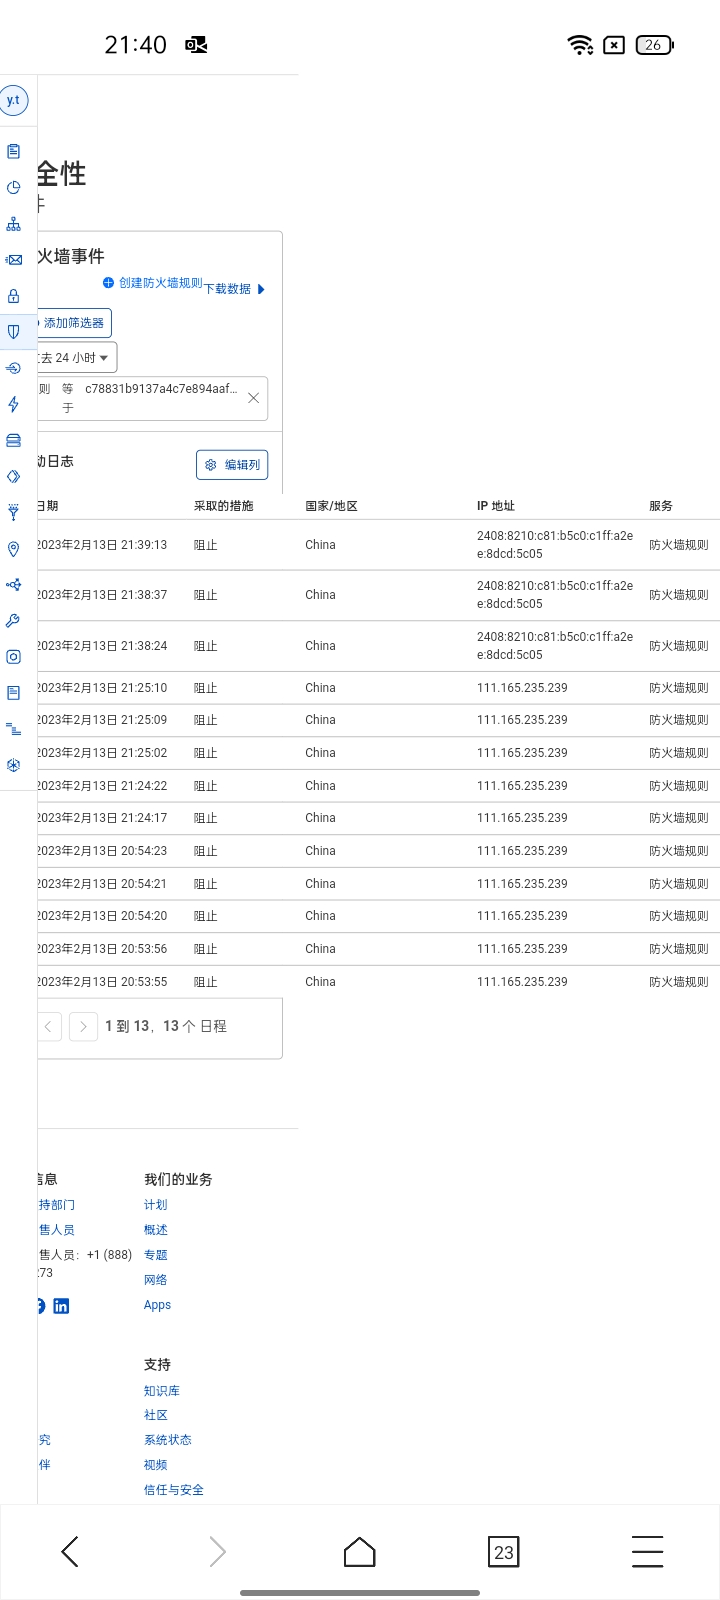 21:40
26
y.t
全性
件
火墙事件
创建防火墙规则
下载数据
添加筛选器
去 24 小时
则 等于 c78831b9137a4c7e894aaf...
动日志
编辑列
日期 采取的措施 国家/地区 IP 地址 服务
2023年2月13日 21:39:13 阻止 China 2408:8210:c81:b5c0:c1ff:a2ee:8dcd:5c05 防火墙规则
2023年2月13日 21:38:37 阻止 China 2408:8210:c81:b5c0:c1ff:a2ee:8dcd:5c05 防火墙规则
2023年2月13日 21:38:24 阻止 China 2408:8210:c81:b5c0:c1ff:a2ee:8dcd:5c05 防火墙规则
2023年2月13日 21:25:10 阻止 China 111.165.235.239 防火墙规则
2023年2月13日 21:25:09 阻止 China 111.165.235.239 防火墙规则
2023年2月13日 21:25:02 阻止 China 111.165.235.239 防火墙规则
2023年2月13日 21:24:22 阻止 China 111.165.235.239 防火墙规则
2023年2月13日 21:24:17 阻止 China 111.165.235.239 防火墙规则
2023年2月13日 20:54:23 阻止 China 111.165.235.239 防火墙规则
2023年2月13日 20:54:21 阻止 China 111.165.235.239 防火墙规则
2023年2月13日 20:54:20 阻止 China 111.165.235.239 防火墙规则
2023年2月13日 20:53:56 阻止 China 111.165.235.239 防火墙规则
2023年2月13日 20:53:55 阻止 China 111.165.235.239 防火墙规则
1 到 13，13 个 日程
信息
持部门
售人员
售人员：+1 (888)
273
我们的业务
计划
概述
专题
网络
Apps
支持
知识库
社区
系统状态
视频
信任与安全
究
伴
23